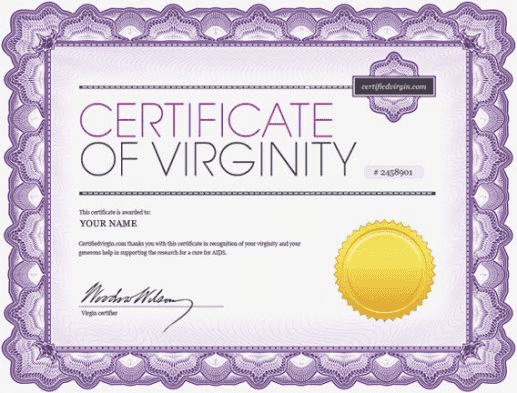 certifiedvirgin.com
CERTIFICATE
OF VIRGINITY
# 2458901
This certificate is awarded to:
YOUR NAME
Certifiedvirgin.com thanks you with this certificate in recognition of your virginity and your
generous help in supporting the research for a cure for AIDS.
Woodrow Wilson
Virgin certifier